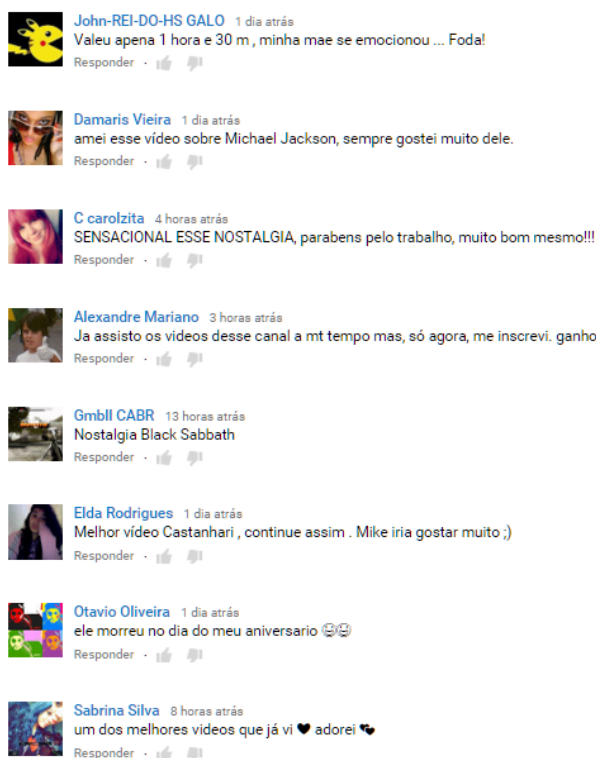 John-REI-DO-HS GALO 1 dia atrás
Valeu apena 1 hora e 30 m , minha mae se emocionou ... Foda!
Responder ·
Damaris Vieira 1 dia atrás
amei esse vídeo sobre Michael Jackson, sempre gostei muito dele.
Responder ·
C carolzita 4 horas atrás
SENSACIONAL ESSE NOSTALGIA, parabens pelo trabalho, muito bom mesmo!!!
Responder ·
Alexandre Mariano 3 horas atrás
Ja assisto os videos desse canal a mt tempo mas, só agora, me inscrevi. ganho
Responder ·
Gmbll CABR 13 horas atrás
Nostalgia Black Sabbath
Responder ·
Elda Rodrigues 1 dia atrás
Melhor vídeo Castanhari , continue assim . Mike iria gostar muito ;)
Responder ·
Otavio Oliveira 1 dia atrás
ele morreu no dia do meu aniversario 😂😂
Responder ·
Sabrina Silva 8 horas atrás
um dos melhores videos que já vi ❤ adorei 💕
Responder ·